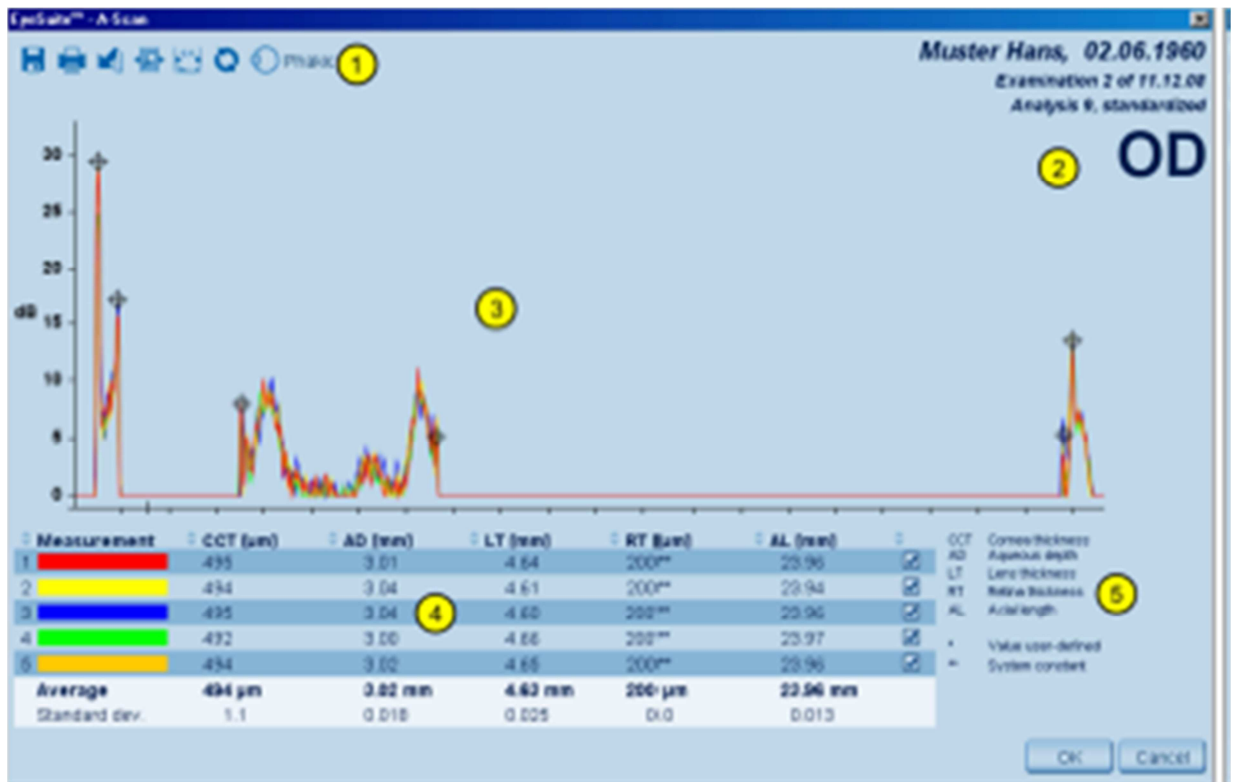 EyeSuite™ - A-Scan
Phakic
1
Muster Hans, 02.06.1960
Examination 2 of 11.12.08
Analysis 9, standardized
2
OD
30
25
20
dB
15
10
5
0
3
Measurement CCT (µm) AD (mm) LT (mm) RT (µm) AL (mm)
1 495 3.01 4.64 200** 23.96
2 494 3.04 4.61 200** 23.94
3 495 3.04 4.60 200** 23.96
4 492 3.00 4.66 200** 23.97
5 494 3.02 4.65 200** 23.96
Average 494 µm 3.02 mm 4.63 mm 200 µm 23.96 mm
Standard dev. 1.1 0.018 0.025 0.0 0.013
4
CCT Cornea thickness
AD Aqueous depth
LT Lens thickness
RT Retina thickness
AL Axial length
5
* Value user-defined
** System constant
OK Cancel